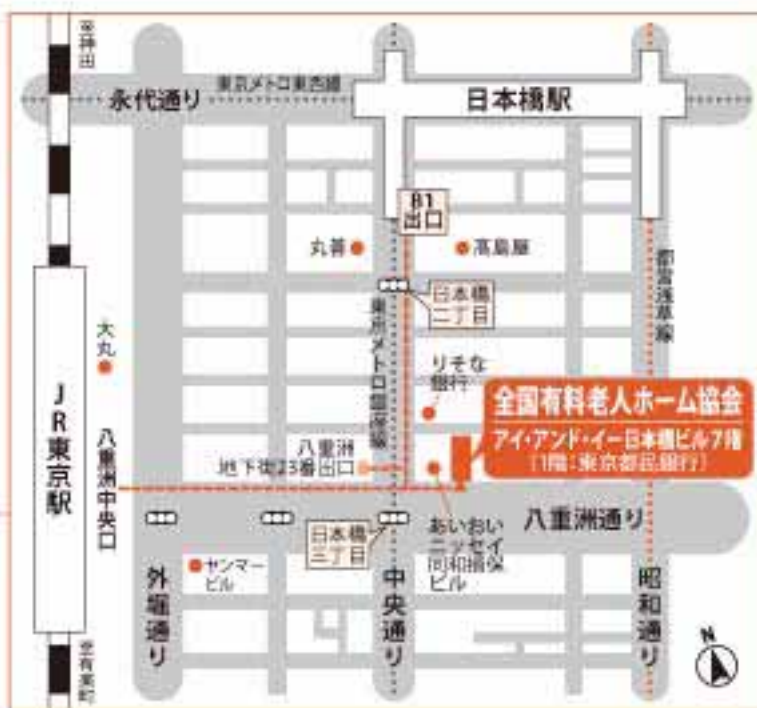 至神田
永代通り
東京メトロ東西線
日本橋駅
B1
出口
丸善
髙島屋
日本橋
二丁目
都営浅草線
東京メトロ銀座線
大丸
りそな
銀行
JR東京駅
八重洲中央口
全国有料老人ホーム協会
アイ・アンド・イー日本橋ビル7階
(1階:東京都民銀行)
八重洲
地下街23番出口
八重洲通り
日本橋
三丁目
あいおい
ニッセイ
同和損保
ビル
ヤンマー
ビル
外堀通り
中央通り
昭和通り
至有楽町
N